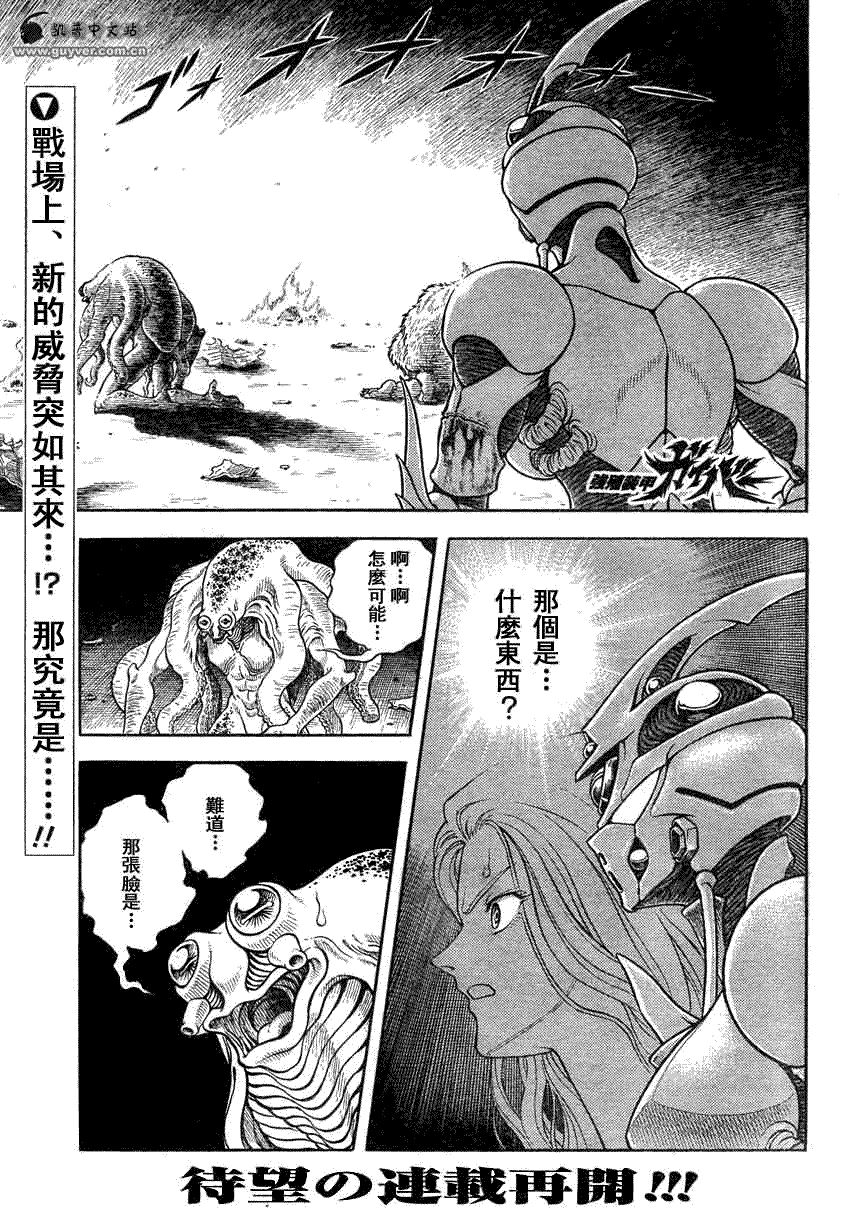 凱普中文站
www.guyver.com.cn
ゴオオオオ
▼戰場上、新的威脅突如其來…!? 那究竟是……!!
強殖裝甲ガイバー
那個是…
什麼東西？
啊…啊
怎麼可能…
難道…
那張臉是…
待望の連載再開!!!